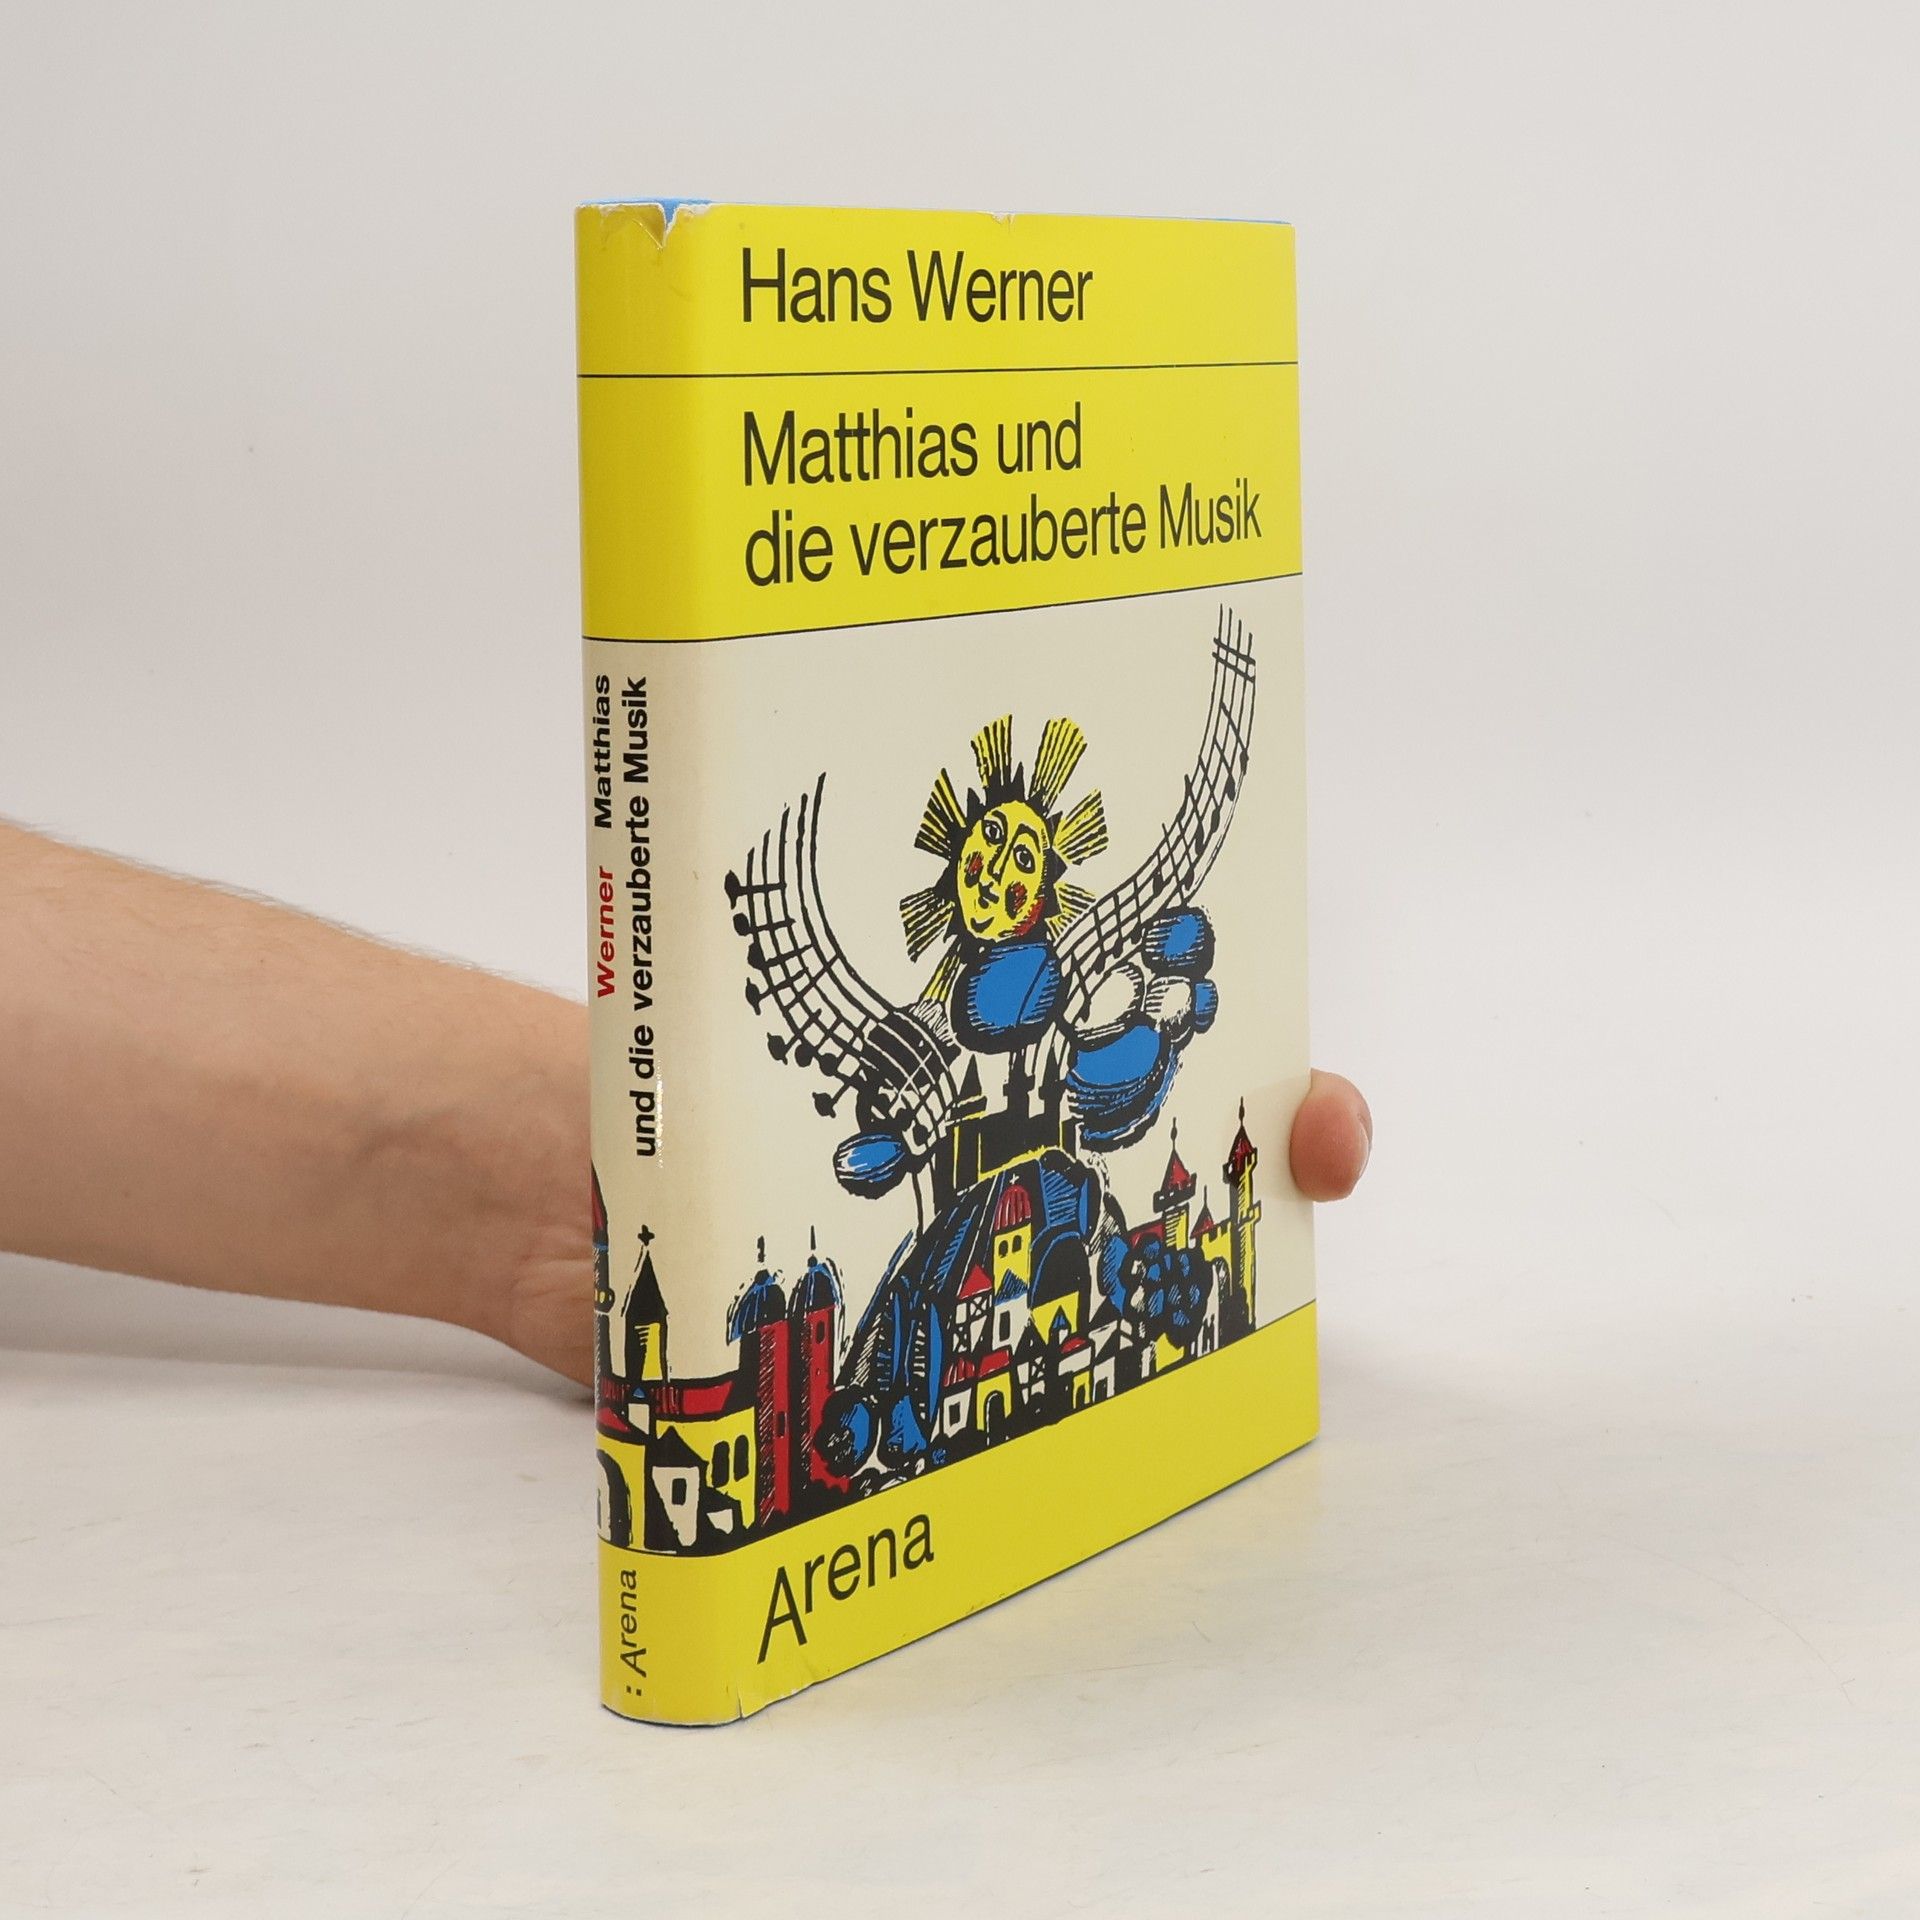 Hans Werner
Matthias und
die verzauberte Musik
Arena
Werner Matthias
und die verzauberte Musik
:: Arena